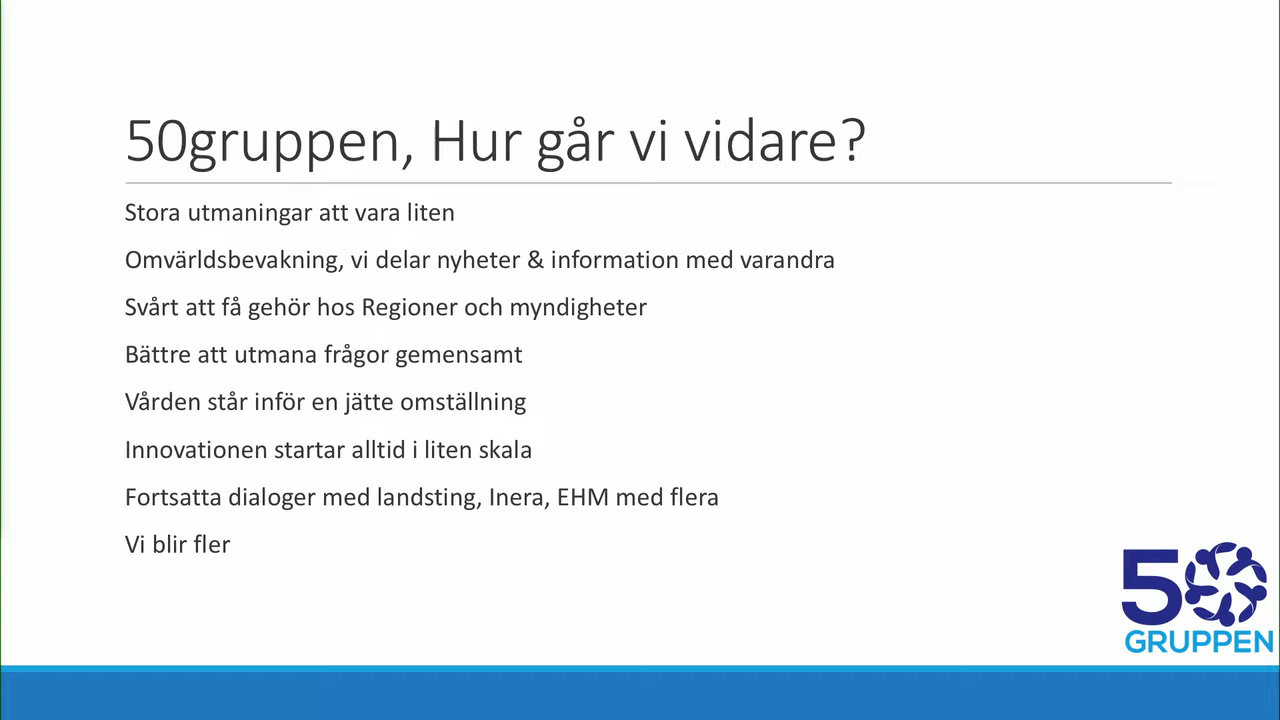 50gruppen, Hur går vi vidare?
Stora utmaningar att vara liten
Omvärldsbevakning, vi delar nyheter & information med varandra
Svårt att få gehör hos Regioner och myndigheter
Bättre att utmana frågor gemensamt
Vården står inför en jätte omställning
Innovationen startar alltid i liten skala
Fortsatta dialoger med landsting, Inera, EHM med flera
Vi blir fler
50
GRUPPEN